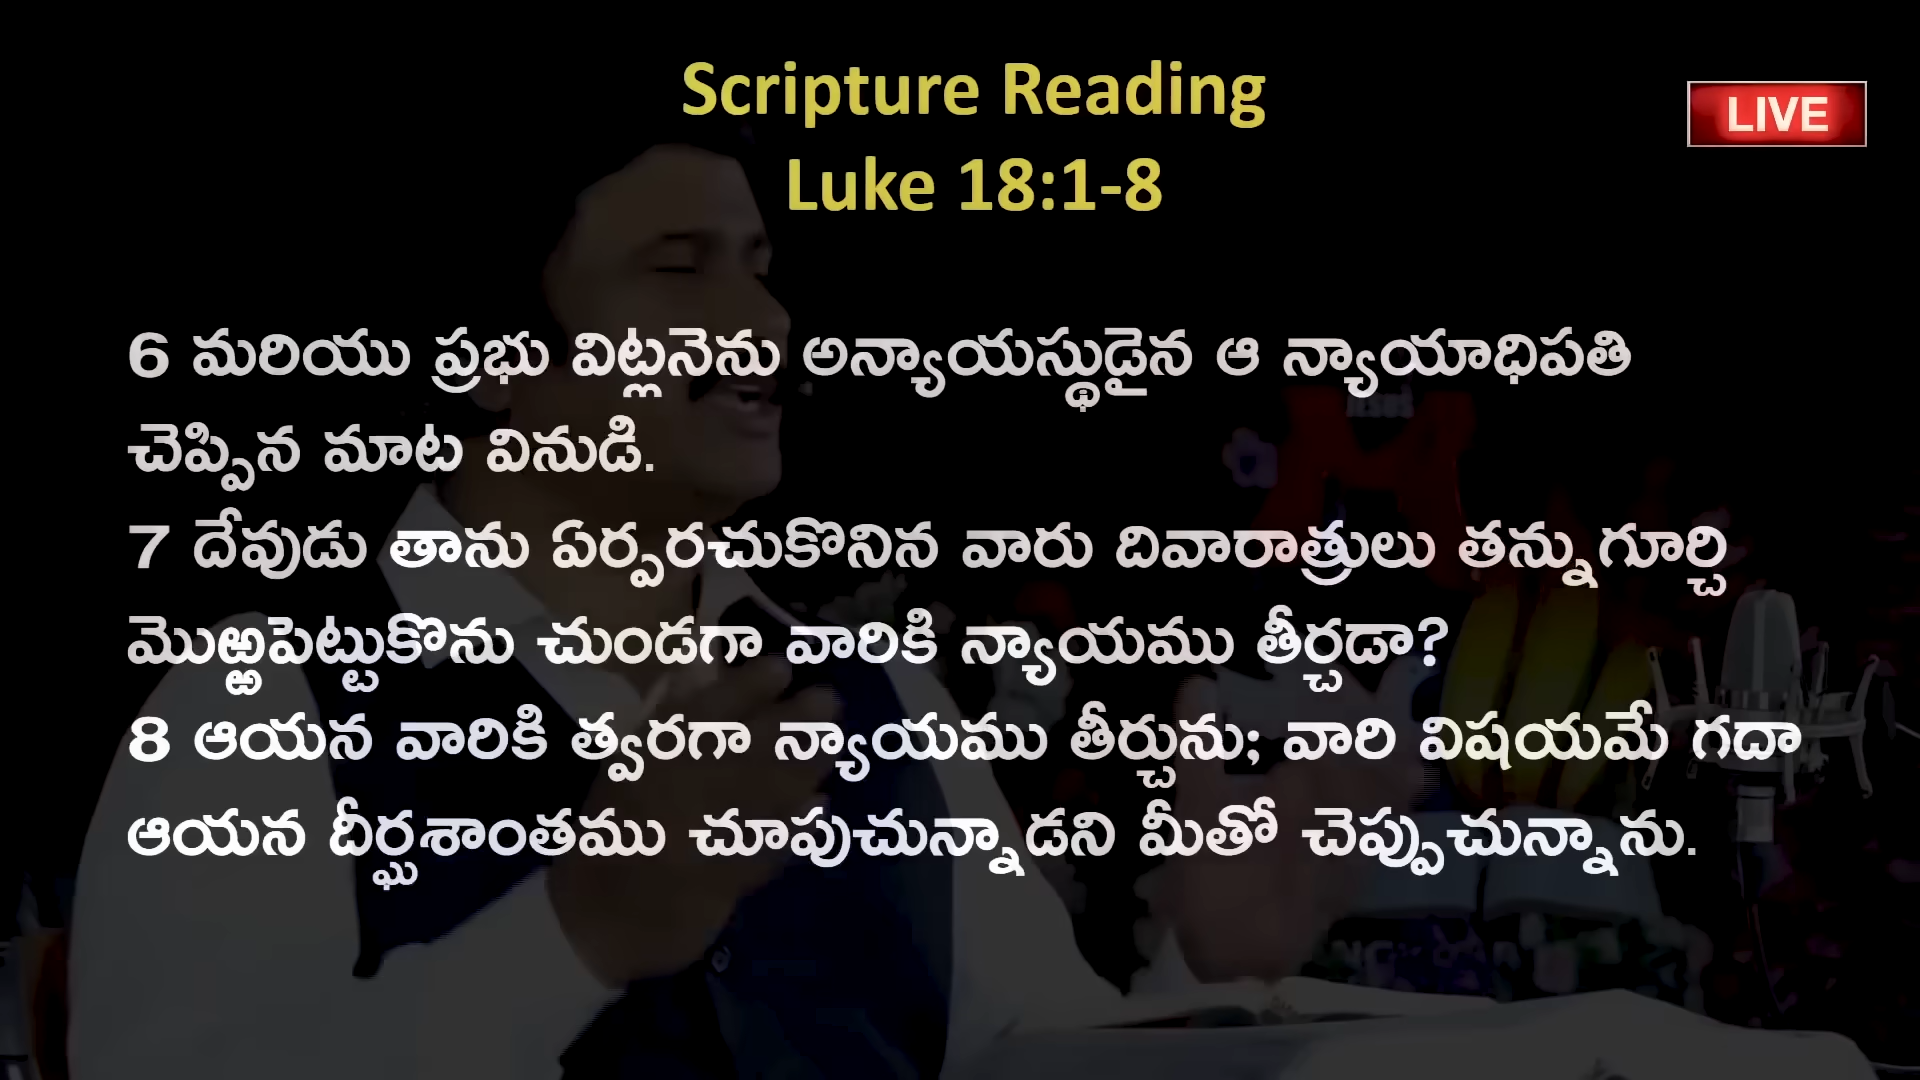 Scripture Reading
LIVE
Luke 18:1-8
6 మరియు ప్రభు విట్లనెను అన్యాయస్థుడైన ఆ న్యాయాధిపతి
చెప్పిన మాట వినుడి.
7 దేవుడు తాను ఏర్పరచుకొనిన వారు దివారాత్రులు తన్నుగూర్చి
మొఱ్ఱపెట్టుకొను చుండగా వారికి న్యాయము తీర్చడా?
8 ఆయన వారికి త్వరగా న్యాయము తీర్చును; వారి విషయమే గదా
ఆయన దీర్ఘశాంతము చూపుచున్నాడని మీతో చెప్పుచున్నాను.